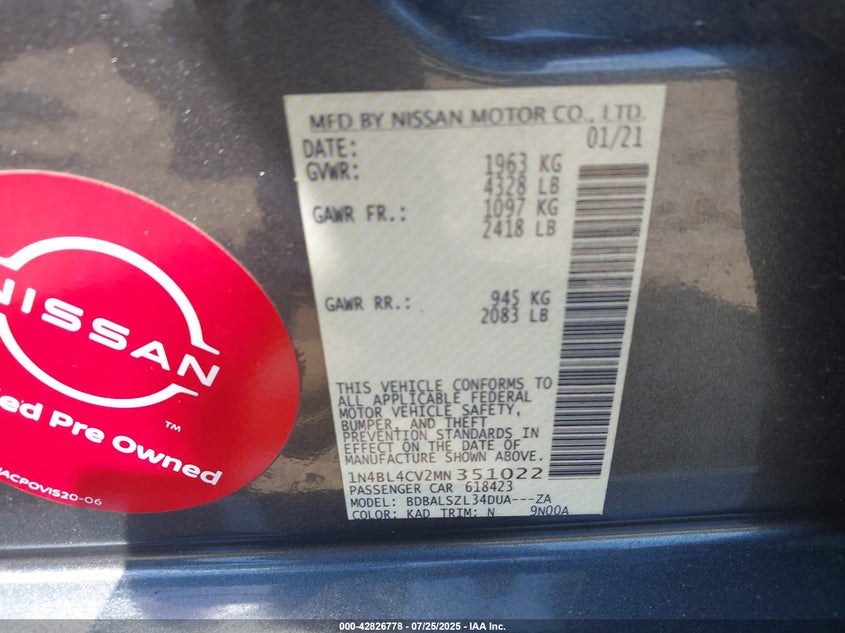 MFD BY NISSAN MOTOR CO., LTD.
DATE: 01/21
GVWR: 1963 KG
4328 LB
GAWR FR.: 1097 KG
2418 LB
GAWR RR.: 945 KG
2083 LB
THIS VEHICLE CONFORMS TO
ALL APPLICABLE FEDERAL
MOTOR VEHICLE SAFETY,
BUMPER, AND THEFT
PREVENTION STANDARDS IN
EFFECT ON THE DATE OF
MANUFACTURE SHOWN ABOVE.
1N4BL4CV2MN351022
PASSENGER CAR 618423
MODEL: BDBALSZL34DUA---ZA
COLOR: KAD TRIM: N 9N00A
NISSAN
ied Pre Owned
TM
ACPOVIS20-06
000-42826778 - 07/25/2025 - IAA Inc.